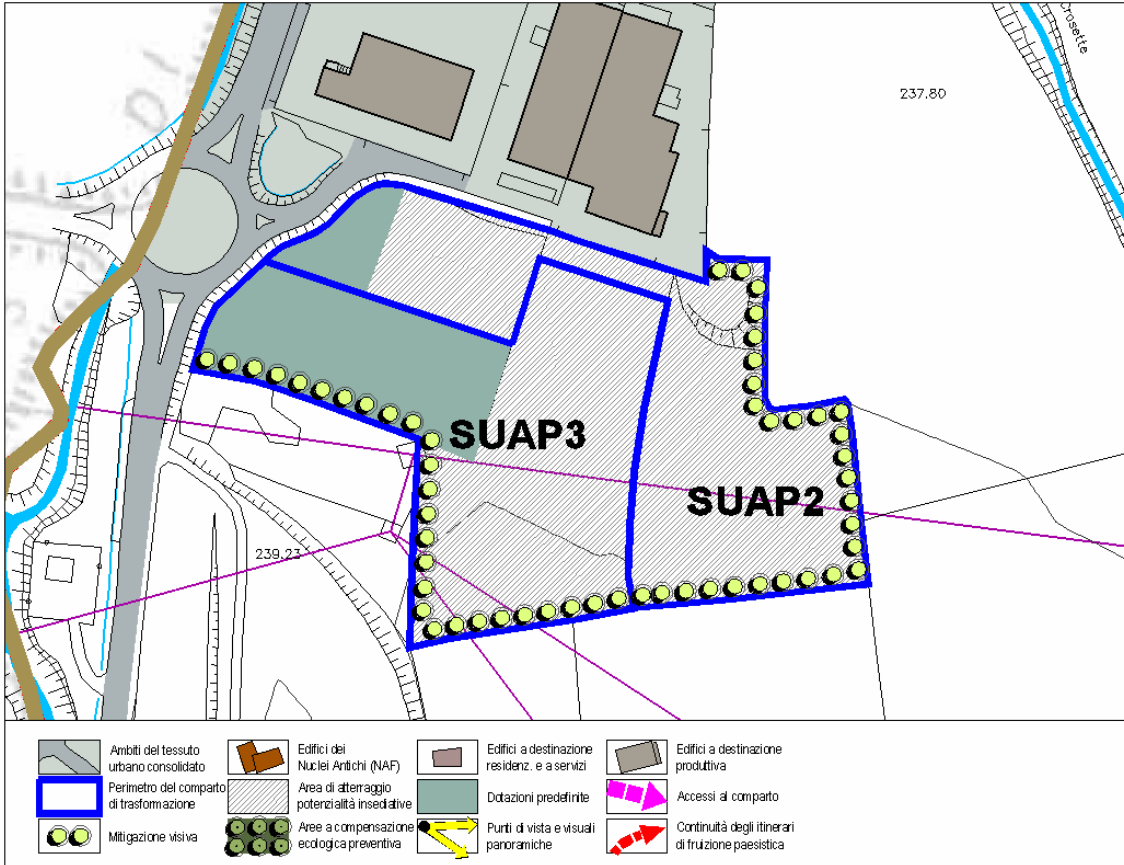 Crosette
237.80
SUAP3
SUAP2
239.23
Ambiti del tessuto
urbano consolidato
Edifici dei
Nuclei Antichi (NAF)
Edifici a destinazione
residenz. e a servizi
Edifici a destinazione
produttiva
Perimetro del comparto
di trasformazione
Area di atterraggio
potenzialità insediative
Dotazioni predefinite
Accessi al comparto
Mitigazione visiva
Aree a compensazione
ecologica preventiva
Punti di vista e visuali
panoramiche
Continuità degli itinerari
di fruizione paesistica